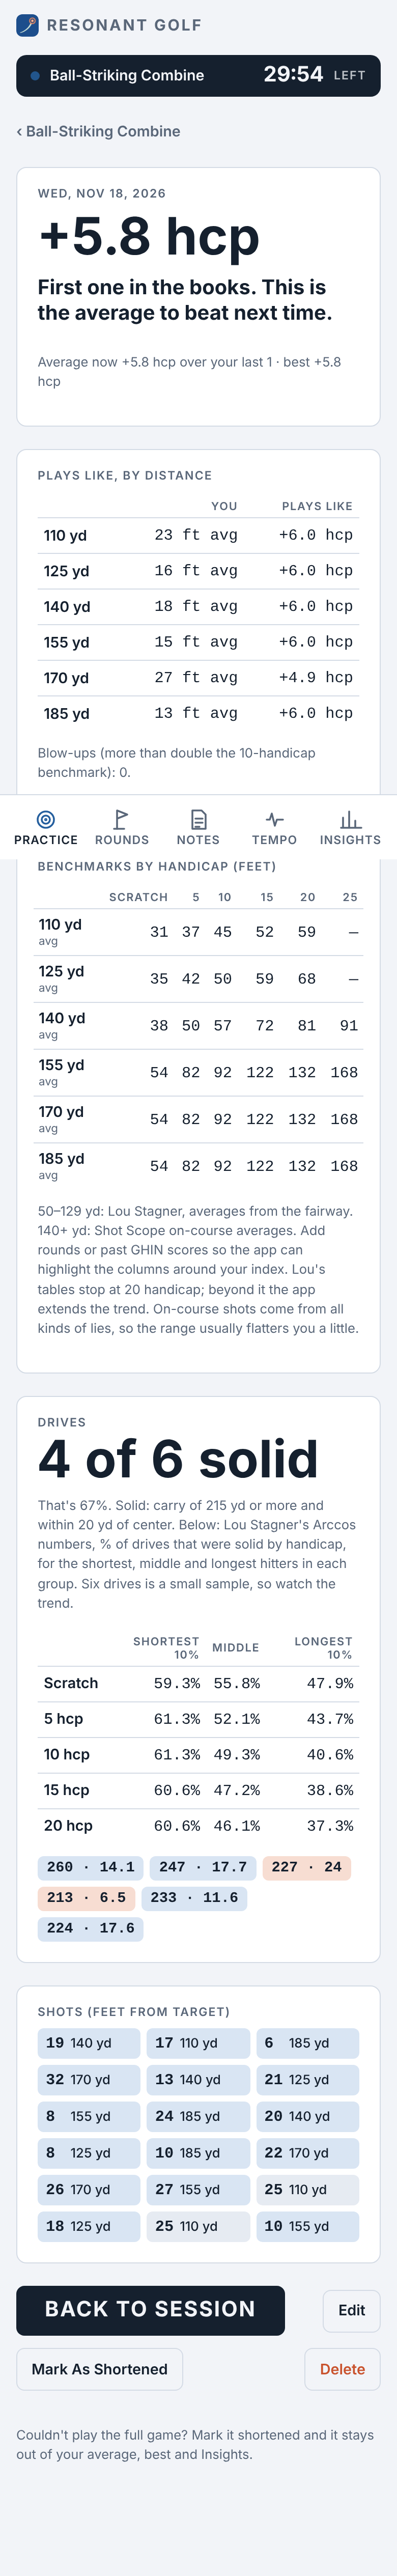 RESONANT GOLF
Ball-Striking Combine 29:54 LEFT
‹ Ball-Striking Combine
WED, NOV 18, 2026
+5.8 hcp
First one in the books. This is
the average to beat next time.
Average now +5.8 hcp over your last 1 · best +5.8
hcp
PLAYS LIKE, BY DISTANCE
YOU PLAYS LIKE
110 yd 23 ft avg +6.0 hcp
125 yd 16 ft avg +6.0 hcp
140 yd 18 ft avg +6.0 hcp
155 yd 15 ft avg +6.0 hcp
170 yd 27 ft avg +4.9 hcp
185 yd 13 ft avg +6.0 hcp
Blow-ups (more than double the 10-handicap
benchmark): 0.
PRACTICE ROUNDS NOTES TEMPO INSIGHTS
BENCHMARKS BY HANDICAP (FEET)
SCRATCH 5 10 15 20 25
110 yd 31 37 45 52 59 –
avg
125 yd 35 42 50 59 68 –
avg
140 yd 38 50 57 72 81 91
avg
155 yd 54 82 92 122 132 168
avg
170 yd 54 82 92 122 132 168
avg
185 yd 54 82 92 122 132 168
avg
50–129 yd: Lou Stagner, averages from the fairway.
140+ yd: Shot Scope on-course averages. Add
rounds or past GHIN scores so the app can
highlight the columns around your index. Lou's
tables stop at 20 handicap; beyond it the app
extends the trend. On-course shots come from all
kinds of lies, so the range usually flatters you a little.
DRIVES
4 of 6 solid
That's 67%. Solid: carry of 215 yd or more and
within 20 yd of center. Below: Lou Stagner's Arccos
numbers, % of drives that were solid by handicap,
for the shortest, middle and longest hitters in each
group. Six drives is a small sample, so watch the
trend.
SHORTEST 10% MIDDLE LONGEST 10%
Scratch 59.3% 55.8% 47.9%
5 hcp 61.3% 52.1% 43.7%
10 hcp 61.3% 49.3% 40.6%
15 hcp 60.6% 47.2% 38.6%
20 hcp 60.6% 46.1% 37.3%
260 · 14.1 247 · 17.7 227 · 24
213 · 6.5 233 · 11.6
224 · 17.6
SHOTS (FEET FROM TARGET)
19 140 yd 17 110 yd 6 185 yd
32 170 yd 13 140 yd 21 125 yd
8 155 yd 24 185 yd 20 140 yd
8 125 yd 10 185 yd 22 170 yd
26 170 yd 27 155 yd 25 110 yd
18 125 yd 25 110 yd 10 155 yd
BACK TO SESSION Edit
Mark As Shortened Delete
Couldn't play the full game? Mark it shortened and it stays
out of your average, best and Insights.